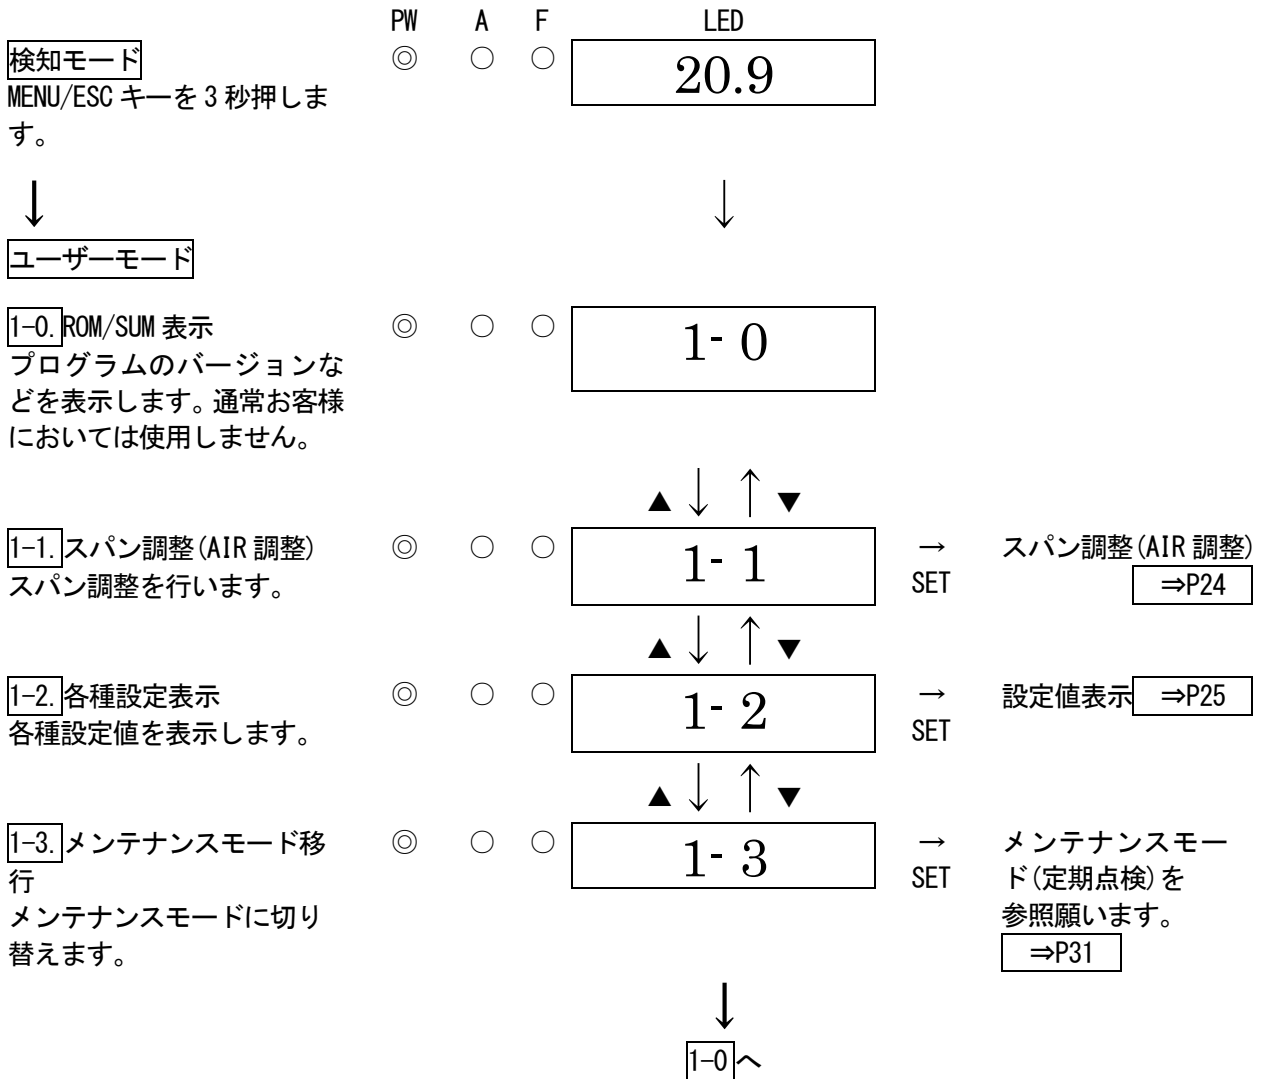 PW A F LED
検知モード ◎ ○ ○ 20.9
MENU/ESC キーを 3 秒押しま
す。
↓ ↓
ユーザーモード
1-0. ROM/SUM 表示 ◎ ○ ○ 1- 0
プログラムのバージョンな
どを表示します。通常お客様
においては使用しません。
▲ ↓ ↑ ▼
1-1. スパン調整(AIR 調整) ◎ ○ ○ 1- 1 → スパン調整(AIR 調整)
スパン調整を行います。 SET ⇒P24
▲ ↓ ↑ ▼
1-2. 各種設定表示 ◎ ○ ○ 1- 2 → 設定値表示 ⇒P25
各種設定値を表示します。 SET
▲ ↓ ↑ ▼
1-3. メンテナンスモード移 ◎ ○ ○ 1- 3 → メンテナンスモー
行 SET ド(定期点検)を
メンテナンスモードに切り 参照願います。
替えます。 ⇒P31
↓
1-0 へ